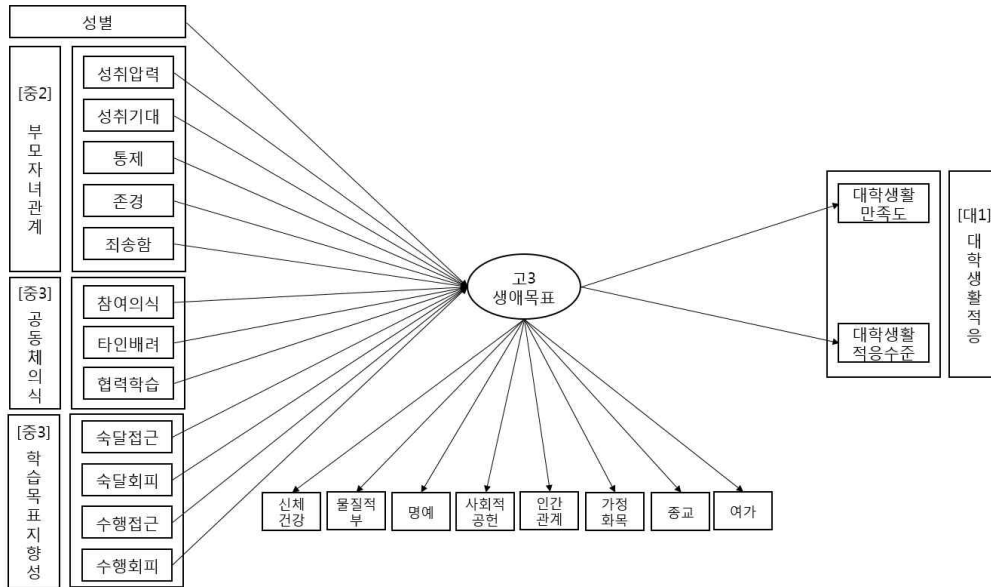 성별
[중2]
부모자녀관계
성취압력
성취기대
통제
존경
죄송함
[중3]
공동체의식
참여의식
타인배려
협력학습
[중3]
학습목표지향성
숙달접근
숙달회피
수행접근
수행회피
고3
생애목표
신체
건강
물질적
부
명예
사회적
공헌
인간
관계
가정
화목
종교
여가
대학생활
만족도
대학생활
적응수준
[대1]
대학생활적응